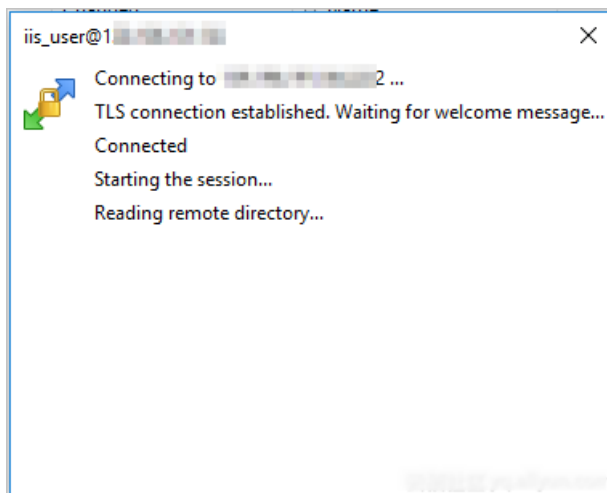 iis_user@1
Connecting to 2 ...
TLS connection established. Waiting for welcome message...
Connected
Starting the session...
Reading remote directory...